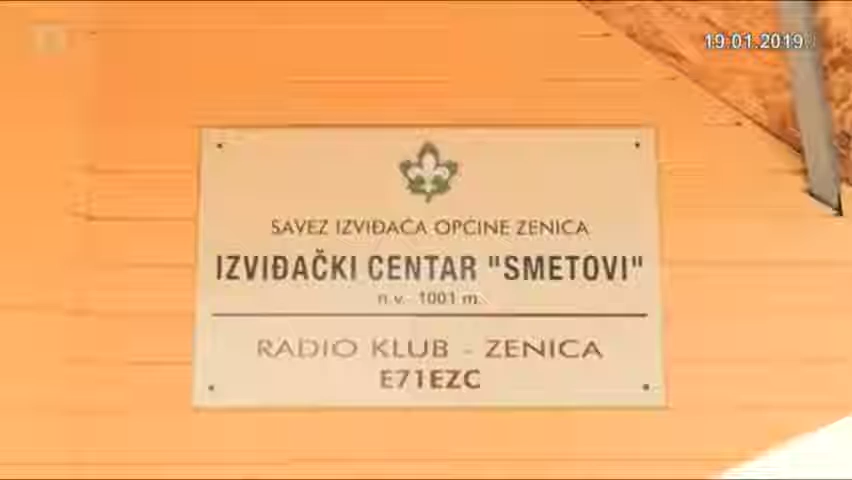 19.01.2019
SAVEZ IZVIĐAČA OPĆINE ZENICA
IZVIĐAČKI CENTAR "SMETOVI"
n.v. 1001 m.
RADIO KLUB - ZENICA
E71EZC